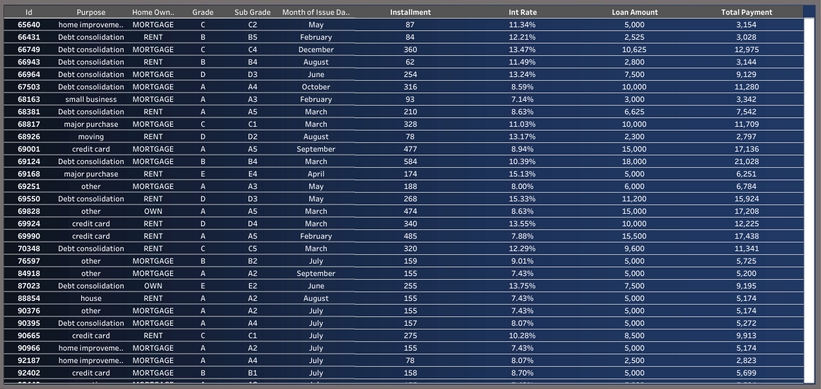 Id Purpose Home Own.. Grade Sub Grade Month of Issue Da.. Installment Int Rate Loan Amount Total Payment
65640 home improveme.. MORTGAGE C C2 May 87 11.34% 5,000 3,154
66431 Debt consolidation RENT B B5 February 84 12.21% 2,525 3,028
66749 Debt consolidation MORTGAGE C C4 December 360 13.47% 10,625 12,975
66943 Debt consolidation RENT B B4 August 62 11.49% 2,800 3,144
66964 Debt consolidation MORTGAGE D D3 June 254 13.24% 7,500 9,129
67503 Debt consolidation MORTGAGE A A4 October 316 8.59% 10,000 11,280
68163 small business MORTGAGE A A3 February 93 7.14% 3,000 3,342
68381 Debt consolidation RENT A A5 March 210 8.63% 6,625 7,542
68817 major purchase MORTGAGE C C1 March 328 11.03% 10,000 11,709
68926 moving RENT D D2 August 78 13.17% 2,300 2,797
69001 credit card MORTGAGE A A5 September 477 8.94% 15,000 17,136
69124 Debt consolidation MORTGAGE B B4 March 584 10.39% 18,000 21,028
69168 major purchase RENT E E4 April 174 15.13% 5,000 6,251
69251 other MORTGAGE A A3 May 188 8.00% 6,000 6,784
69550 Debt consolidation RENT D D3 May 268 15.33% 11,200 15,924
69828 other OWN A A5 March 474 8.63% 15,000 17,208
69924 credit card RENT D D4 March 340 13.55% 10,000 12,225
69990 credit card RENT A A5 February 485 7.88% 15,500 17,438
70348 Debt consolidation RENT C C5 March 320 12.29% 9,600 11,341
76597 other MORTGAGE B B2 July 159 9.01% 5,000 5,725
84918 other MORTGAGE A A2 September 155 7.43% 5,000 5,200
87023 Debt consolidation OWN E E2 June 255 13.75% 7,500 9,195
88854 house RENT A A2 August 155 7.43% 5,000 5,174
90376 other MORTGAGE A A2 July 155 7.43% 5,000 5,174
90395 Debt consolidation MORTGAGE A A4 July 157 8.07% 5,000 5,272
90665 credit card RENT C C1 July 275 10.28% 8,500 9,913
90966 home improveme.. MORTGAGE A A2 July 155 7.43% 5,000 5,174
92187 home improveme.. MORTGAGE A A4 July 78 8.07% 2,500 2,823
92402 credit card MORTGAGE B B1 July 158 8.70% 5,000 5,699